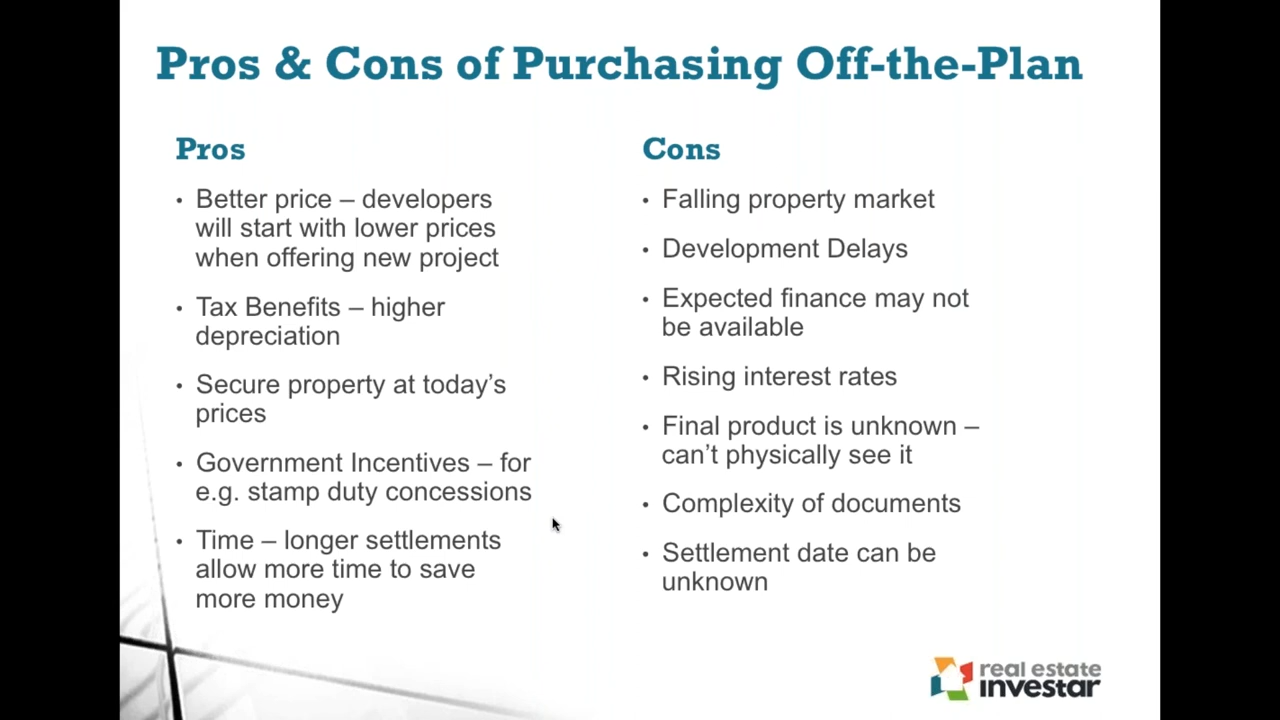 Pros & Cons of Purchasing Off-the-Plan
Pros
• Better price – developers
will start with lower prices
when offering new project
• Tax Benefits – higher
depreciation
• Secure property at today’s
prices
• Government Incentives – for
e.g. stamp duty concessions
• Time – longer settlements
allow more time to save
more money
Cons
• Falling property market
• Development Delays
• Expected finance may not
be available
• Rising interest rates
• Final product is unknown –
can’t physically see it
• Complexity of documents
• Settlement date can be
unknown
real estate
investar